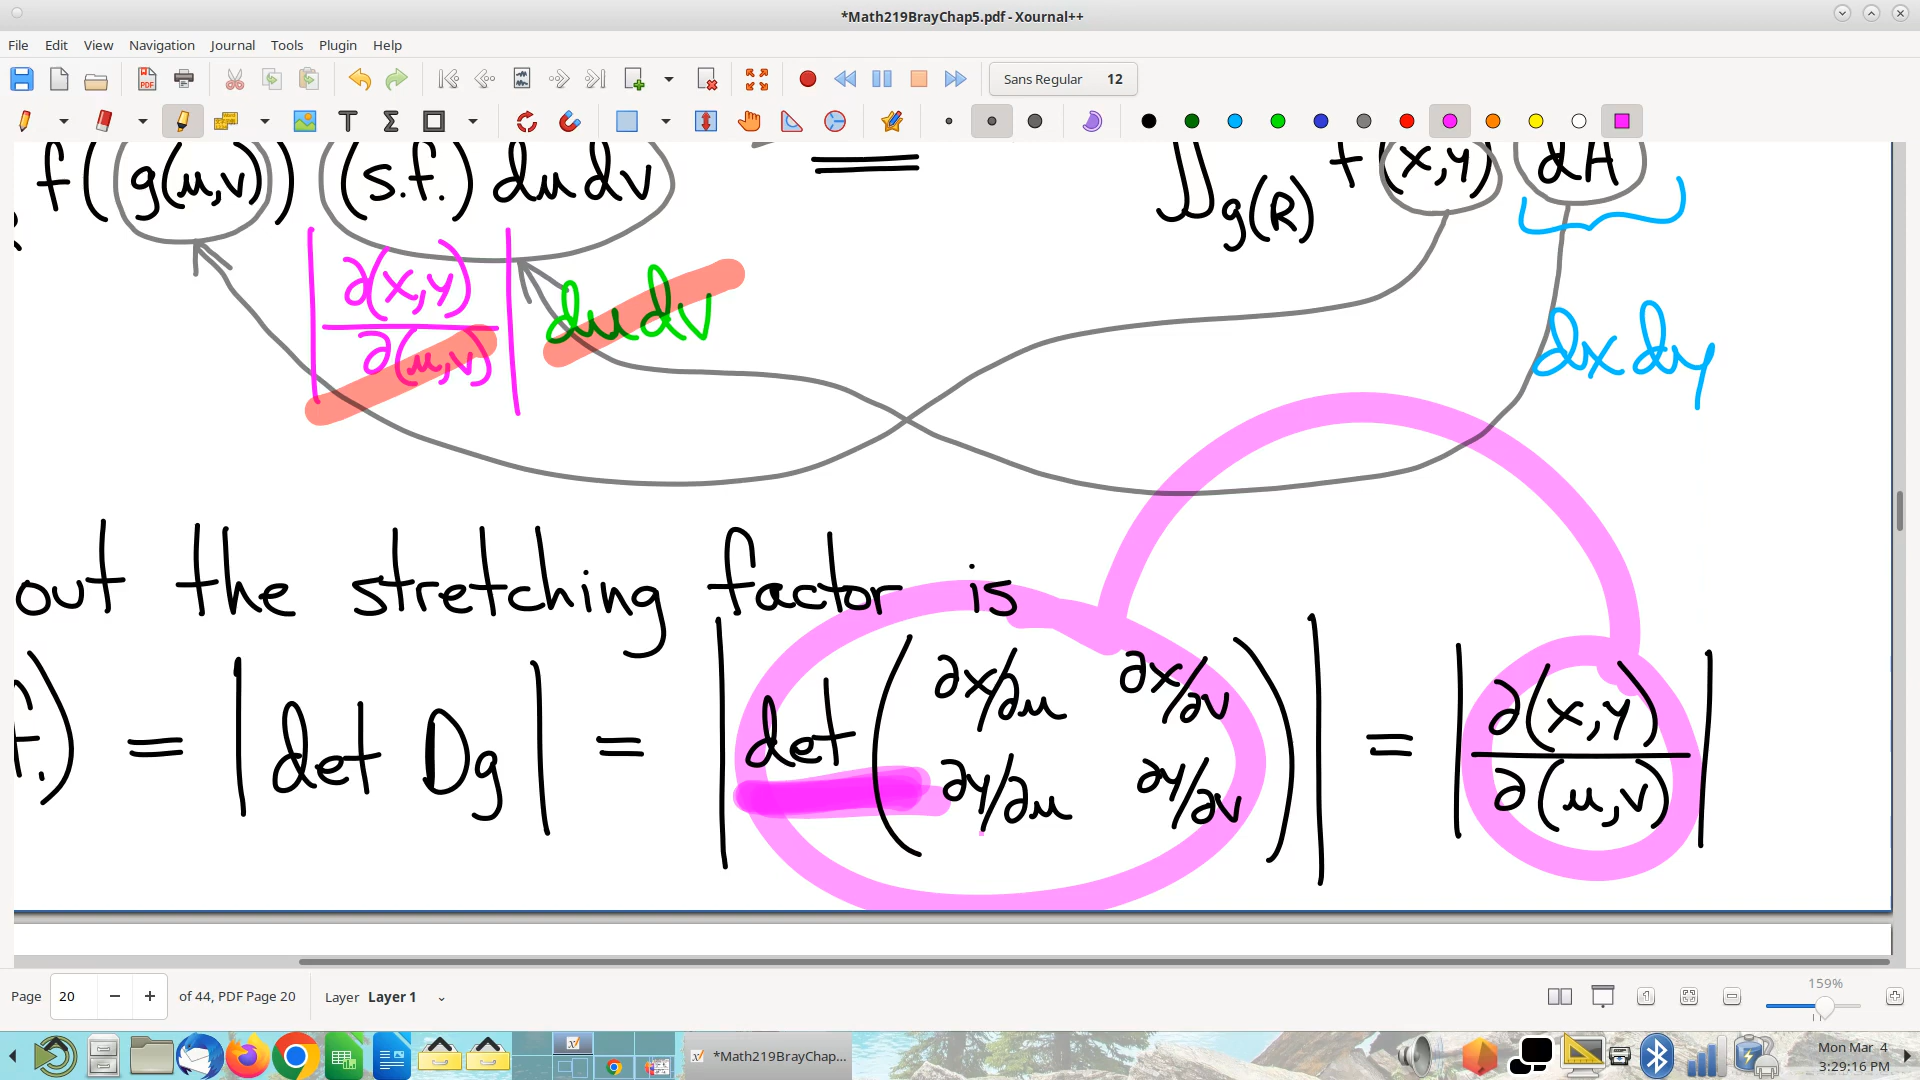 *Math219BrayChap5.pdf - Xournal++
File Edit View Navigation Journal Tools Plugin Help
Sans Regular 12
f(g(u,v)) (s.f.) du dv = ∬_g(R) f(x,y) dA
|∂(x,y)/∂(u,v)| du dv
dx dy
out the stretching factor is
f.) = |det Dg| = |det (∂x/∂u ∂x/∂v
∂y/∂u ∂y/∂v)| = |∂(x,y)/∂(u,v)|
Page 20 of 44, PDF Page 20 Layer Layer 1
159%
*Math219BrayChap...
Mon Mar 4
3:29:16 PM